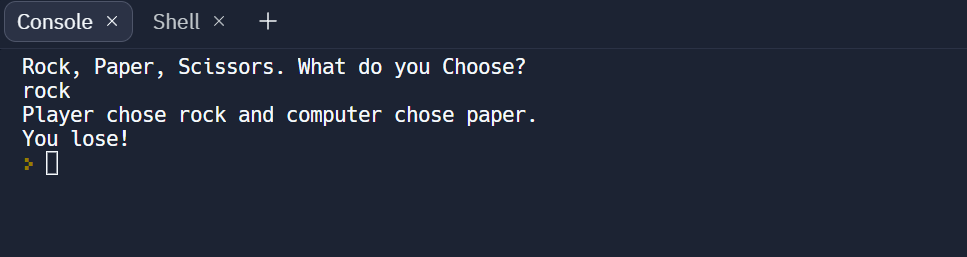 Console × Shell × +
Rock, Paper, Scissors. What do you Choose?
rock
Player chose rock and computer chose paper.
You lose!